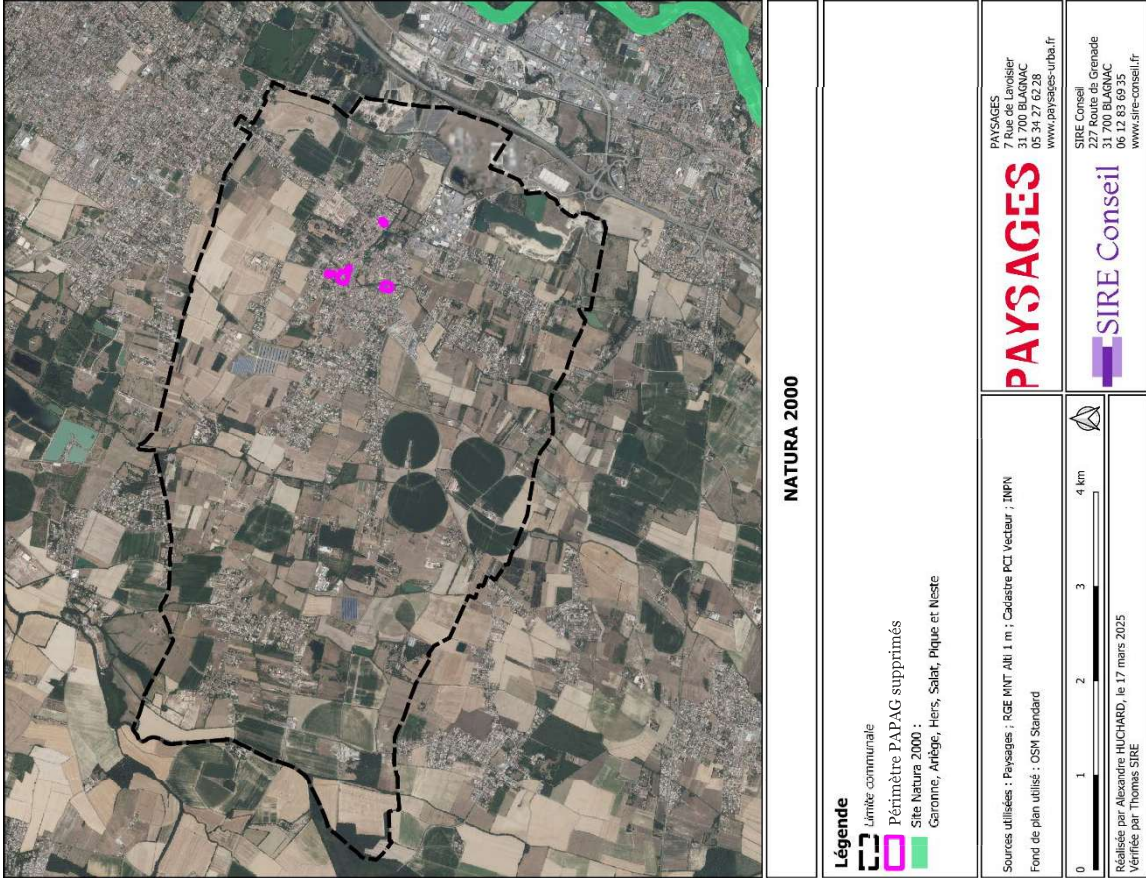 NATURA 2000
Légende
Limite communale
Périmètre PAPAG supprimés
Site Natura 2000 :
Garonne, Ariège, Hers, Salat, Pique et Neste
Sources utilisées : Paysages ; RGE MNT Alti 1 m ; Cadastre PCI Vecteur ; INPN
Fond de plan utilisé : OSM Standard
0 1 2 3 4 km
Réalisée par Alexandre HUCHARD, le 17 mars 2025
Vérifiée par Thomas SIRE
PAYSAGES
PAYSAGES
7 Rue de Lavoisier
31 700 BLAGNAC
05 34 27 62 28
www.paysages-urba.fr
SIRE Conseil
SIRE Conseil
227 Route de Grenade
31 700 BLAGNAC
06 12 83 69 35
www.sire-conseil.fr